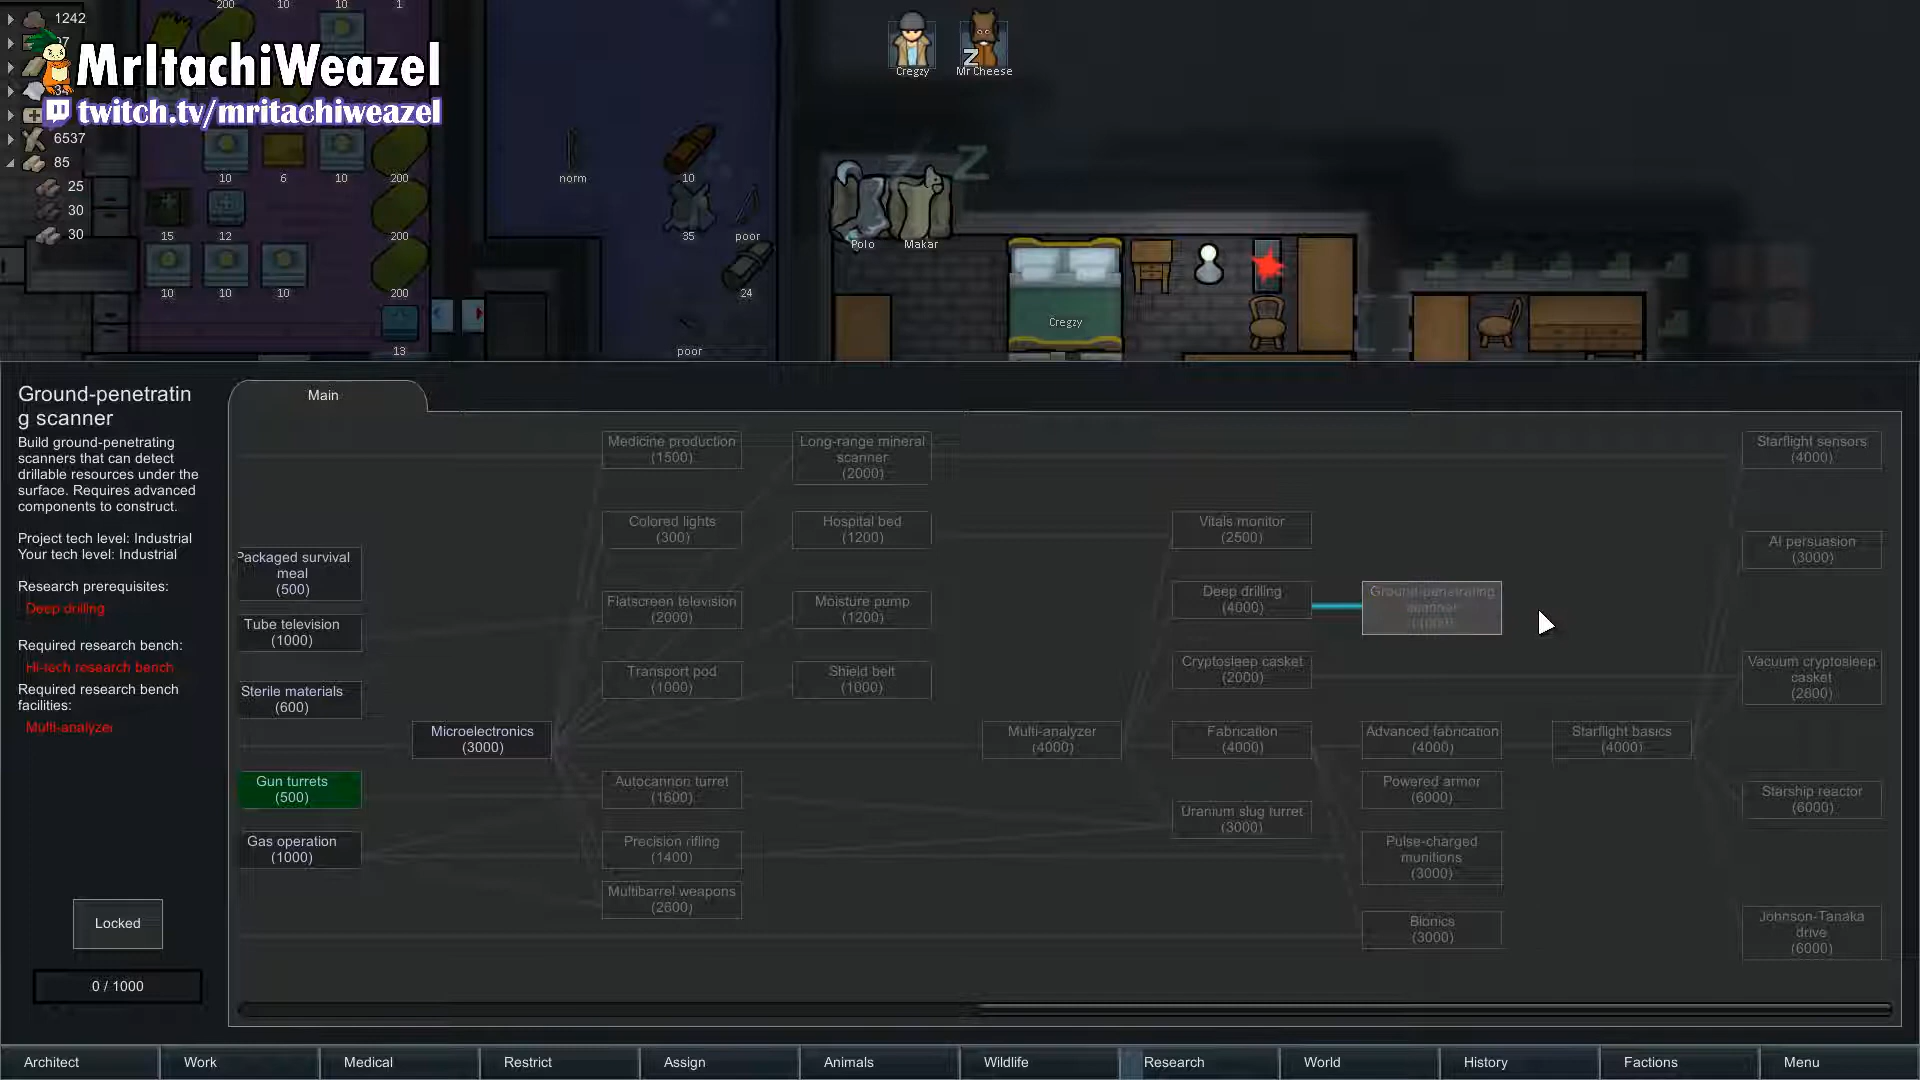 200
10
10
1
1242
MrItachiWeazel
twitch.tv/mritachiweazel
Cregzy
Mr Cheese
6537
85
10
6
10
200
norm
10
25
30
30
15
12
200
35
poor
Polo
Makar
10
10
10
200
24
Cregzy
13
poor
Ground-penetratin
g scanner
Build ground-penetrating
scanners that can detect
drillable resources under the
surface. Requires advanced
components to construct.
Project tech level: Industrial
Your tech level: Industrial
Research prerequisites:
Deep drilling
Required research bench:
Hi-tech research bench
Required research bench
facilities:
Multi-analyzer
Locked
0 / 1000
Main
Packaged survival
meal
(500)
Tube television
(1000)
Sterile materials
(600)
Gun turrets
(500)
Gas operation
(1000)
Microelectronics
(3000)
Medicine production
(1500)
Colored lights
(300)
Flatscreen television
(2000)
Transport pod
(1000)
Autocannon turret
(1600)
Precision rifling
(1400)
Multibarrel weapons
(2600)
Long-range mineral
scanner
(2000)
Hospital bed
(1200)
Moisture pump
(1200)
Shield belt
(1000)
Multi-analyzer
(4000)
Vitals monitor
(2500)
Deep drilling
(4000)
Cryptosleep casket
(2000)
Fabrication
(4000)
Uranium slug turret
(3000)
Ground-penetrating
scanner
(1000)
Advanced fabrication
(4000)
Powered armor
(6000)
Pulse-charged
munitions
(3000)
Bionics
(3000)
Starflight basics
(4000)
Starflight sensors
(4000)
AI persuasion
(3000)
Vacuum cryptosleep
casket
(2800)
Starship reactor
(6000)
Johnson-Tanaka
drive
(6000)
Architect
Work
Medical
Restrict
Assign
Animals
Wildlife
Research
World
History
Factions
Menu